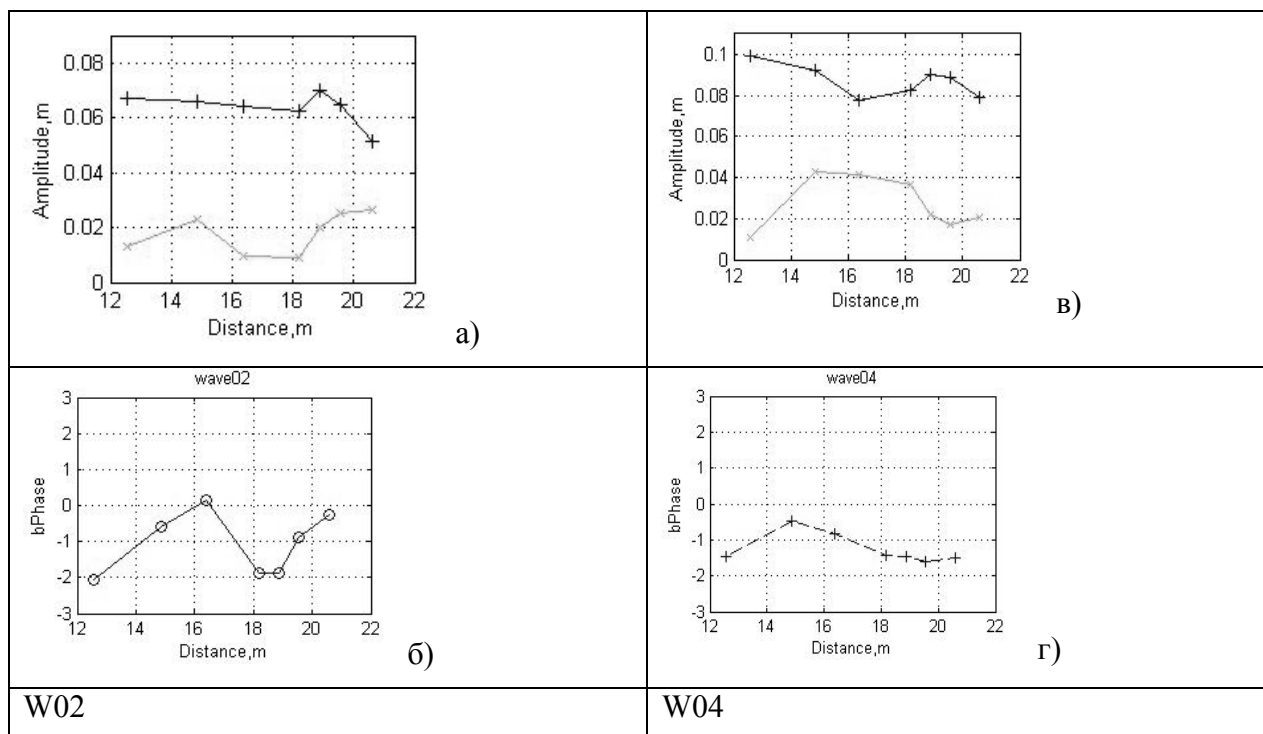 0.08
0.06
0.04
0.02
0
Amplitude,m
12 14 16 18 20 22
Distance,m
а)
0.1
0.08
0.06
0.04
0.02
0
Amplitude,m
12 14 16 18 20 22
Distance,m
в)
wave02
3
2
1
0
-1
-2
-3
bPhase
12 14 16 18 20 22
Distance,m
б)
wave04
3
2
1
0
-1
-2
-3
bPhase
12 14 16 18 20 22
Distance,m
г)
W02
W04